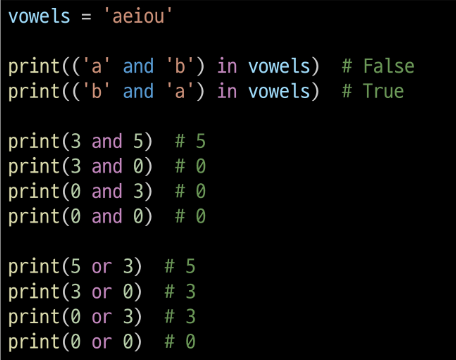 vowels = 'aeiou'
print(('a' and 'b') in vowels)  # False
print(('b' and 'a') in vowels)  # True
print(3 and 5)  # 5
print(3 and 0)  # 0
print(0 and 3)  # 0
print(0 and 0)  # 0
print(5 or 3)  # 5
print(3 or 0)  # 3
print(0 or 3)  # 3
print(0 or 0)  # 0